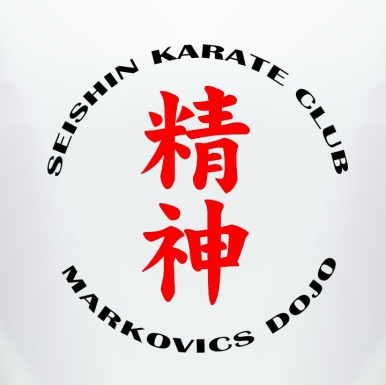 SEISHIN KARATE CLUB
精
神
MARKOVICS DOJO